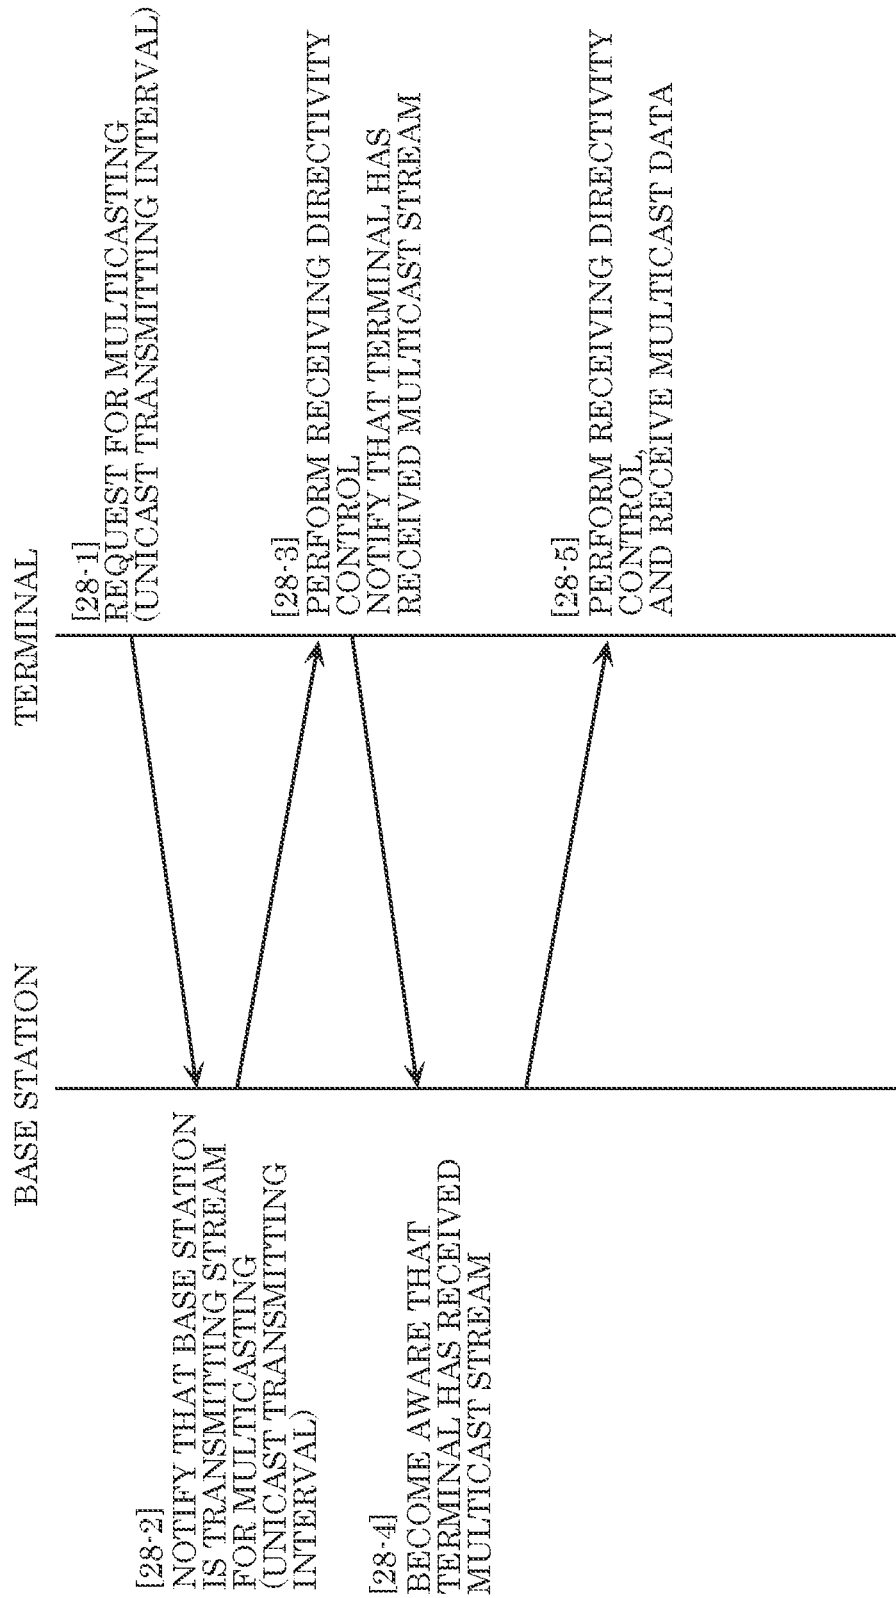 BASE STATION
TERMINAL
[28-1]
REQUEST FOR MULTICASTING
(UNICAST TRANSMITTING INTERVAL)
[28-2]
NOTIFY THAT BASE STATION
IS TRANSMITTING STREAM
FOR MULTICASTING
(UNICAST TRANSMITTING
INTERVAL)
[28-3]
PERFORM RECEIVING DIRECTIVITY
CONTROL
NOTIFY THAT TERMINAL HAS
RECEIVED MULTICAST STREAM
[28-4]
BECOME AWARE THAT
TERMINAL HAS RECEIVED
MULTICAST STREAM
[28-5]
PERFORM RECEIVING DIRECTIVITY
CONTROL,
AND RECEIVE MULTICAST DATA